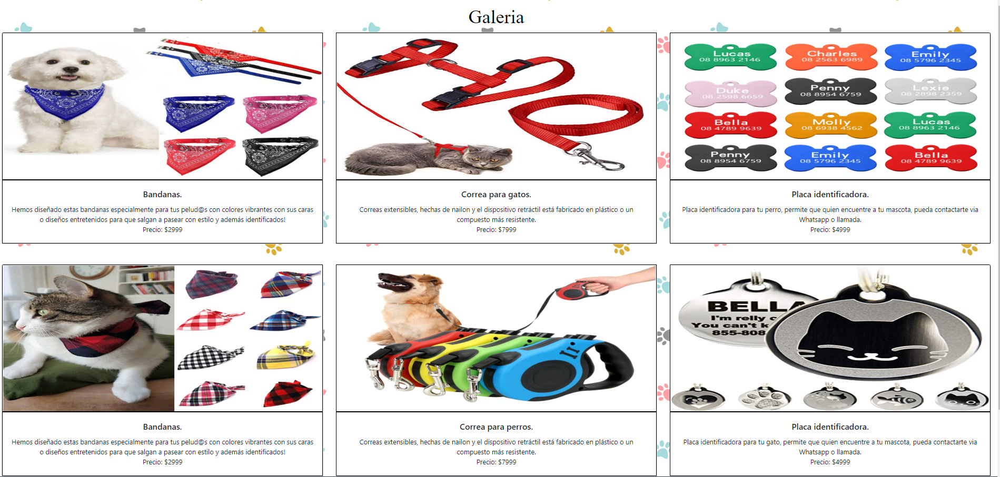 Galeria
Lucas
08 8963 2146
Charles
08 2563 6989
Emily
08 5796 2345
Duke
08 2598 6659
Penny
08 8954 6759
Lexie
08 2898 2359
Bella
08 4789 9639
Molly
08 6938 4562
Lucas
08 8963 2146
Penny
08 8954 6759
Emily
08 5796 2345
Bella
08 4789 9639
Bandanas.
Hemos diseñado estas bandanas especialmente para tus pelud@s con colores vibrantes con sus caras
o diseños entretenidos para que salgan a pasear con estilo y además identificados!
Precio: $2999
Correa para gatos.
Correas extensibles, hechas de nailon y el dispositivo retráctil está fabricado en plástico o un
compuesto más resistente.
Precio: $7999
Placa identificadora.
Placa identificadora para tu perro, permite que quien encuentre a tu mascota, pueda contactarte via
Whatsapp o llamada.
Precio: $4999
BELLA
I'm relly c
You can't k
855-808
Bandanas.
Hemos diseñado estas bandanas especialmente para tus pelud@s con colores vibrantes con sus caras
o diseños entretenidos para que salgan a pasear con estilo y además identificados!
Precio: $2999
Correa para perros.
Correas extensibles, hechas de nailon y el dispositivo retráctil está fabricado en plástico o un
compuesto más resistente.
Precio: $7999
Placa identificadora.
Placa identificadora para tu gato, permite que quien encuentre a tu mascota, pueda contactarte via
Whatsapp o llamada.
Precio: $4999